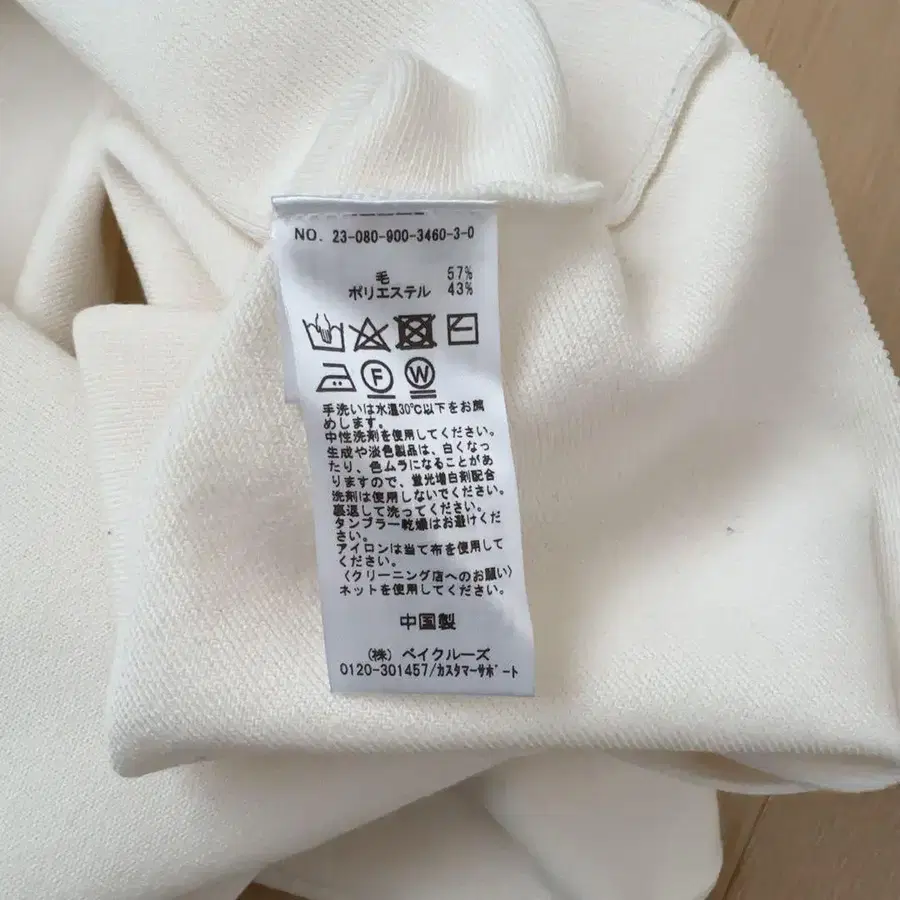 NO. 23-080-900-3460-3-0
毛 57%
ポリエステル 43%
F W
手洗いは水温30℃以下をお薦
めします。
中性洗剤を使用してください。
生成や淡色製品は、白くなっ
たり、色ムラになることがあ
りますので、蛍光増白剤配合
洗剤は使用しないでください。
裏返して洗ってください。
タンブラー乾燥はお避けくだ
さい。
アイロンは当て布を使用して
ください。
〈クリーニング店へのお願い〉
ネットを使用してください。
中国製
(株) ベイクルーズ
0120-301457/カスタマーサポート